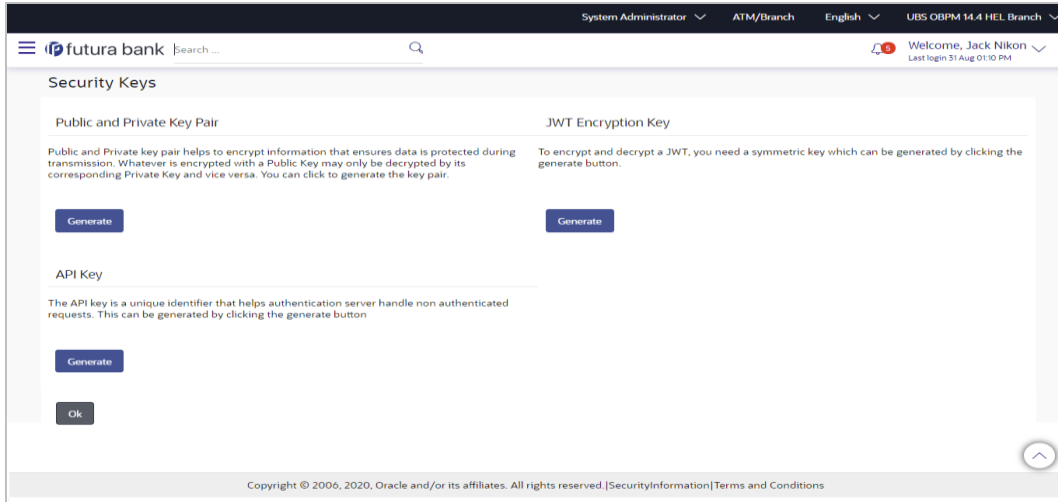 System Administrator ATM/Branch English UBS OBPM 14.4 HEL Branch
futura bank Search ... 5 Welcome, Jack Nikon
Last login 31 Aug 01:10 PM
Security Keys
Public and Private Key Pair
Public and Private key pair helps to encrypt information that ensures data is protected during
transmission. Whatever is encrypted with a Public Key may only be decrypted by its
corresponding Private Key and vice versa. You can click to generate the key pair.
Generate
JWT Encryption Key
To encrypt and decrypt a JWT, you need a symmetric key which can be generated by clicking the
generate button.
Generate
API Key
The API key is a unique identifier that helps authentication server handle non authenticated
requests. This can be generated by clicking the generate button
Generate
Ok
Copyright © 2006, 2020, Oracle and/or its affiliates. All rights reserved.|SecurityInformation|Terms and Conditions